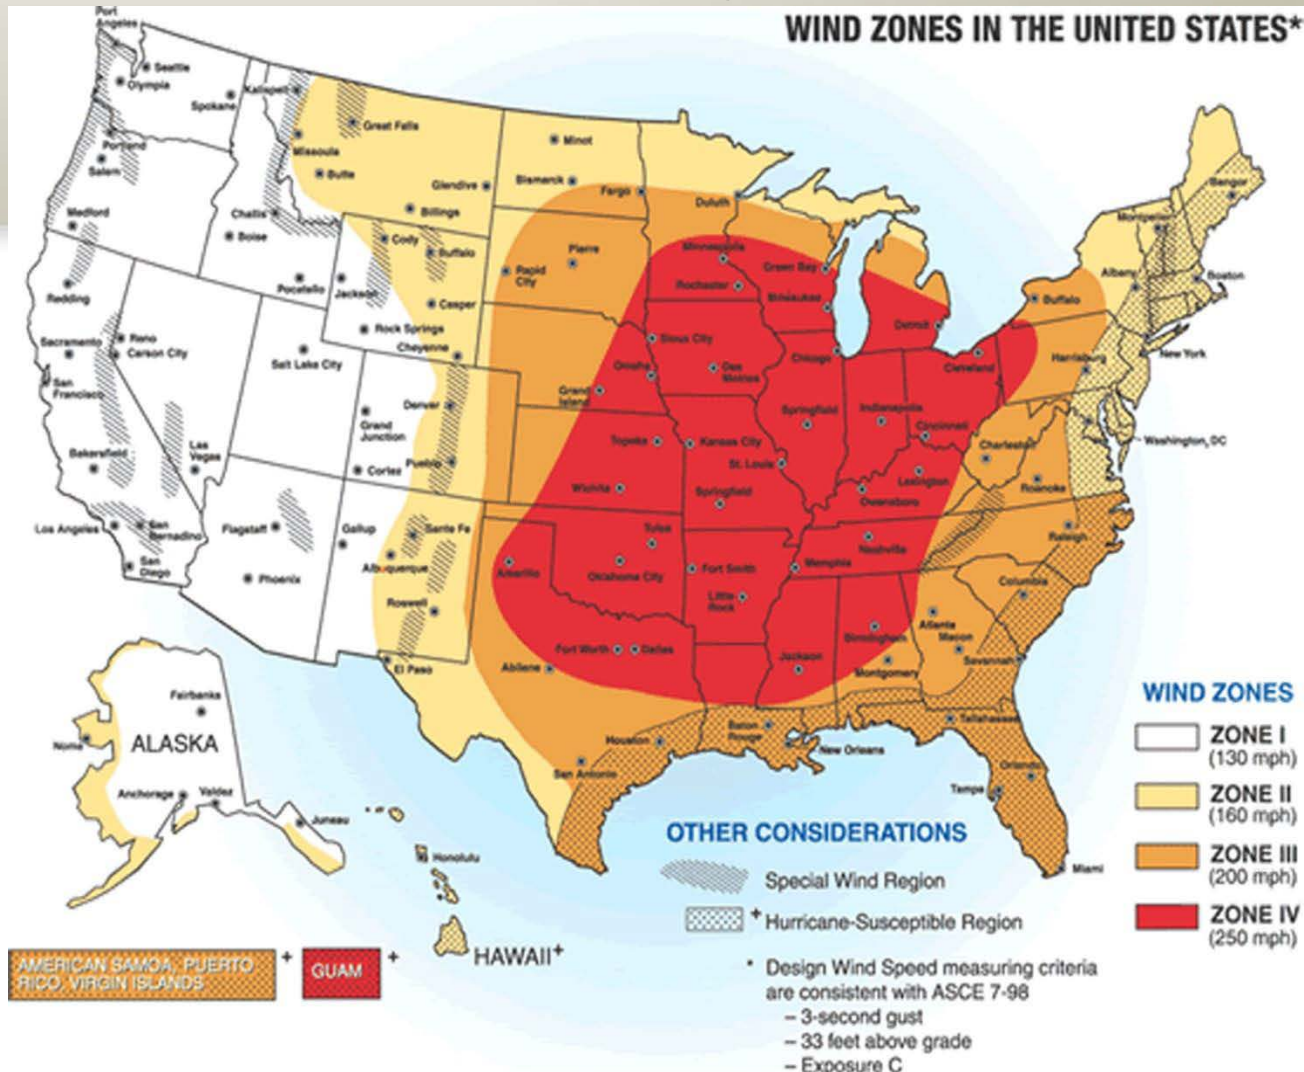 WIND ZONES IN THE UNITED STATES*
Port
Angeles
Seattle
Olympia
Spokane
Kalispell
Great Falls
Missoula
Butte
Glendive
Billings
Minot
Bismarck
Fargo
Duluth
Portland
Salem
Medford
Challis
Boise
Cody
Buffalo
Pierre
Rapid
City
Minneapolis
Rochester
Green Bay
Milwaukee
Bangor
Montpelier
Albany
Boston
Buffalo
Redding
Pocatello
Jackson
Casper
Rock Springs
Cheyenne
Sioux City
Detroit
Sacramento
Reno
Carson City
Salt Lake City
Omaha
Des
Moines
Chicago
Cleveland
Harrisburg
New York
San
Francisco
Grand
Island
Denver
Grand
Junction
Springfield
Indianapolis
Cincinnati
Charleston
Washington, DC
Bakersfield
Las
Vegas
Cortez
Pueblo
Topeka
Kansas City
St. Louis
Lexington
Owensboro
Roanoke
Wichita
Springfield
Los Angeles
San
Bernadino
Flagstaff
Gallup
Sante Fe
Tulsa
Nashville
Raleigh
San
Diego
Phoenix
Albuquerque
Amarillo
Oklahoma City
Fort Smith
Memphis
Columbia
Roswell
Little
Rock
Atlanta
Macon
Birmingham
El Paso
Abilene
Fort Worth
Dallas
Jackson
Montgomery
Savannah
Fairbanks
ALASKA
Nome
Anchorage
Valdez
Juneau
Houston
San Antonio
Baton
Rouge
New Orleans
Tallahassee
Orlando
Tampa
Miami
Honolulu
HAWAII+
AMERICAN SAMOA, PUERTO
RICO, VIRGIN ISLANDS
+
GUAM
+
WIND ZONES
ZONE I
(130 mph)
ZONE II
(160 mph)
ZONE III
(200 mph)
ZONE IV
(250 mph)
OTHER CONSIDERATIONS
Special Wind Region
+ Hurricane-Susceptible Region
* Design Wind Speed measuring criteria
are consistent with ASCE 7-98
– 3-second gust
– 33 feet above grade
– Exposure C